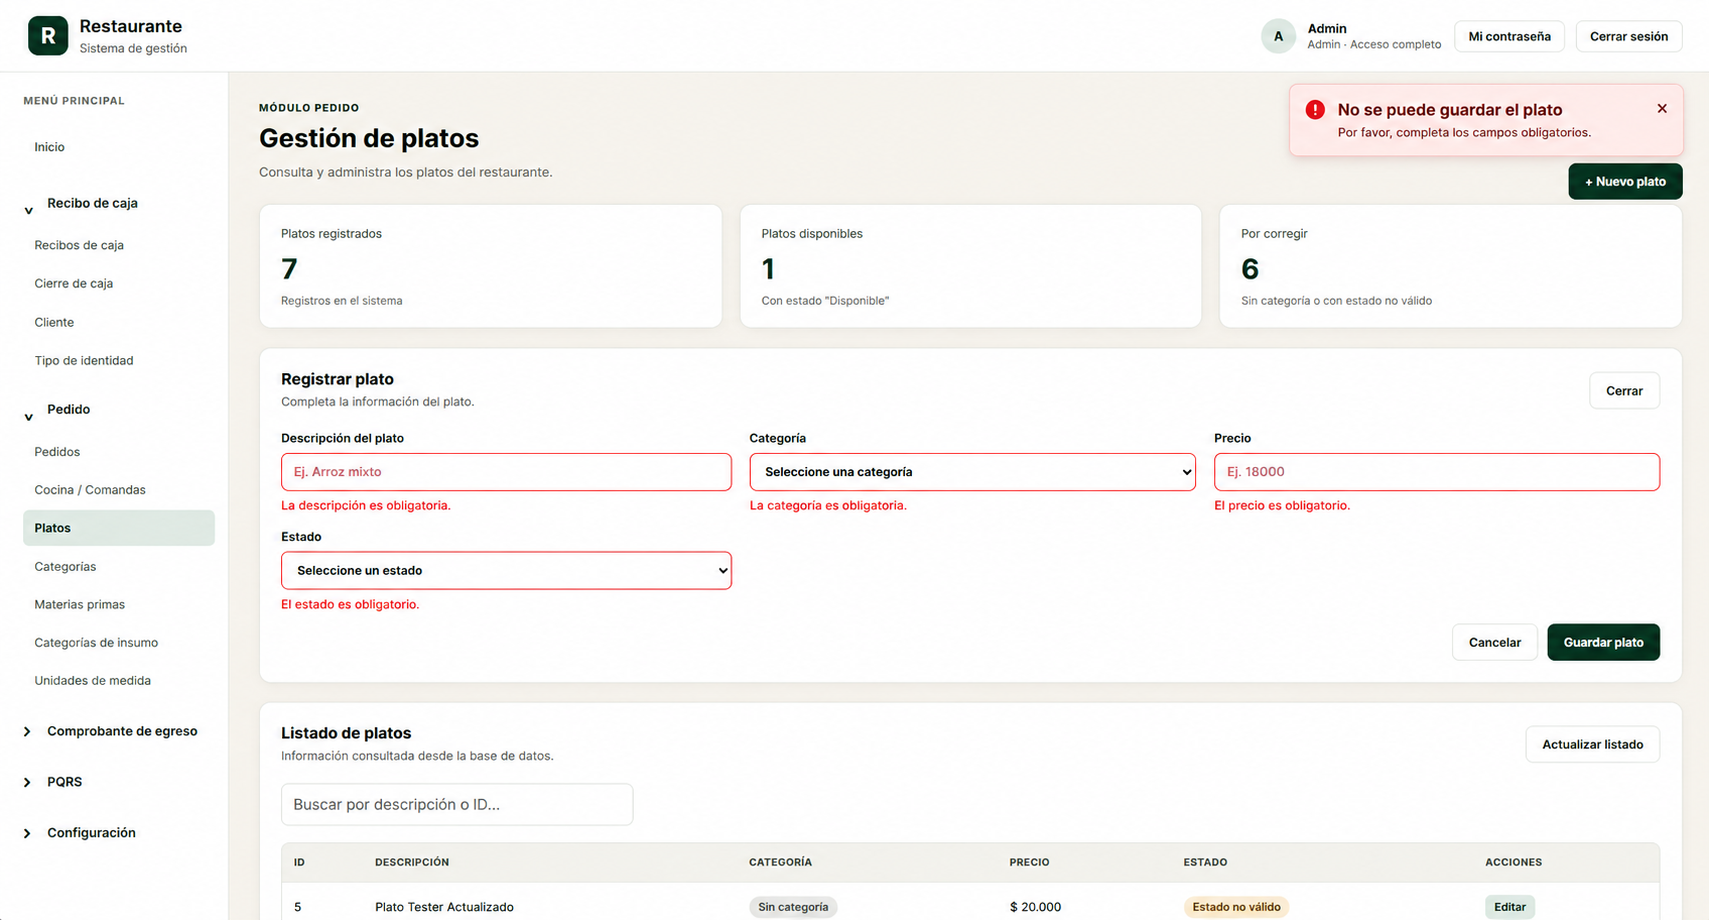 R
Restaurante
Sistema de gestión
A
Admin
Admin · Acceso completo
Mi contraseña
Cerrar sesión
MENÚ PRINCIPAL
Inicio
Recibo de caja
Recibos de caja
Cierre de caja
Cliente
Tipo de identidad
Pedido
Pedidos
Cocina / Comandas
Platos
Categorías
Materias primas
Categorías de insumo
Unidades de medida
Comprobante de egreso
PQRS
Configuración
MÓDULO PEDIDO
Gestión de platos
Consulta y administra los platos del restaurante.
No se puede guardar el plato
Por favor, completa los campos obligatorios.
+ Nuevo plato
Platos registrados
7
Registros en el sistema
Platos disponibles
1
Con estado "Disponible"
Por corregir
6
Sin categoría o con estado no válido
Registrar plato
Completa la información del plato.
Cerrar
Descripción del plato
Ej. Arroz mixto
La descripción es obligatoria.
Categoría
Seleccione una categoría
La categoría es obligatoria.
Precio
Ej. 18000
El precio es obligatorio.
Estado
Seleccione un estado
El estado es obligatorio.
Cancelar
Guardar plato
Listado de platos
Información consultada desde la base de datos.
Actualizar listado
Buscar por descripción o ID...
ID DESCRIPCIÓN CATEGORÍA PRECIO ESTADO ACCIONES
5 Plato Tester Actualizado Sin categoría $ 20.000 Estado no válido Editar